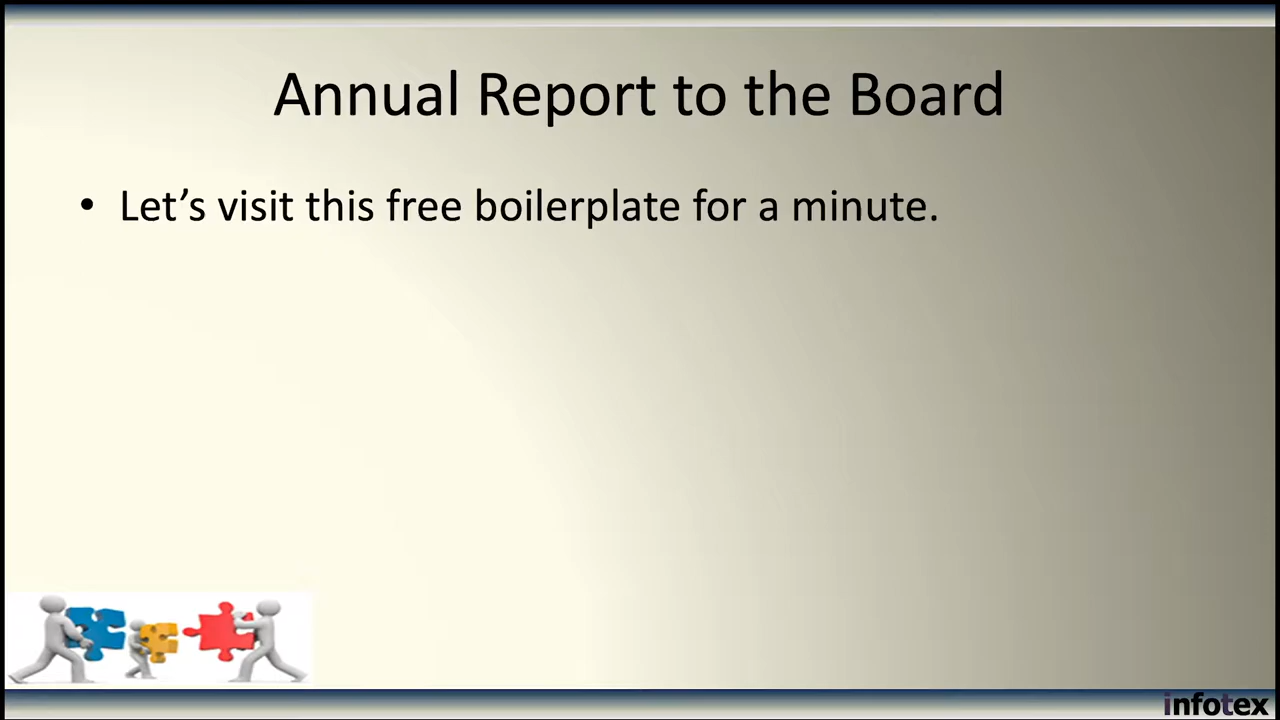 Annual Report to the Board
• Let’s visit this free boilerplate for a minute.
infotex